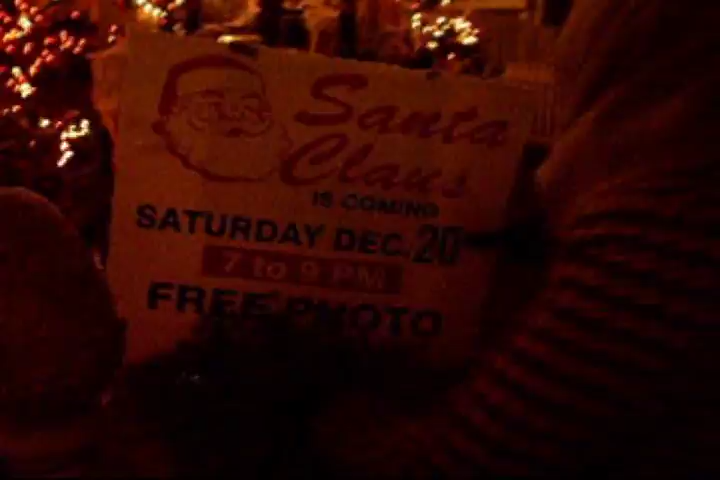 Santa
Claus
IS COMING
SATURDAY DEC. 20
7 to 9 PM
FREE PHOTO